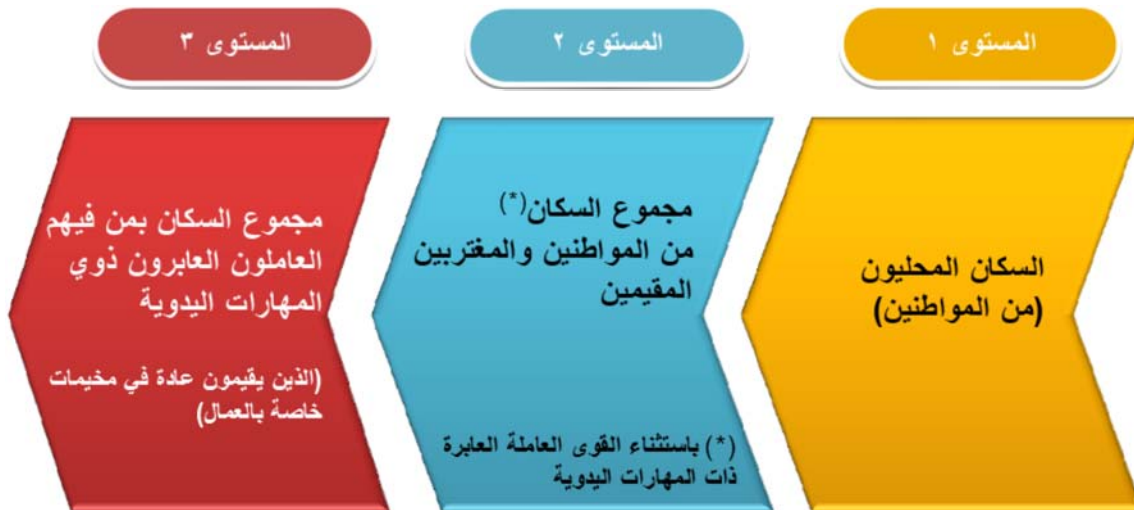 المستوى ١
السكان المحليون
(من المواطنين)
المستوى ٢
مجموع السكان(*)
من المواطنين والمغتربين
المقيمين
(*) باستثناء القوى العاملة العابرة
ذات المهارات اليدوية
المستوى ٣
مجموع السكان بمن فيهم
العاملون العابرون ذوي
المهارات اليدوية
(الذين يقيمون عادة في مخيمات
خاصة بالعمال)